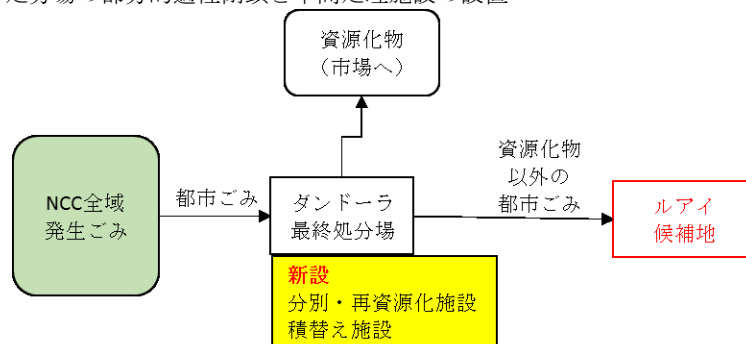 資源化物
（市場へ）
NCC全域
発生ごみ
都市ごみ
ダンドーラ
最終処分場
資源化物
以外の
都市ごみ
ルアイ
候補地
新設
分別・再資源化施設
積替え施設